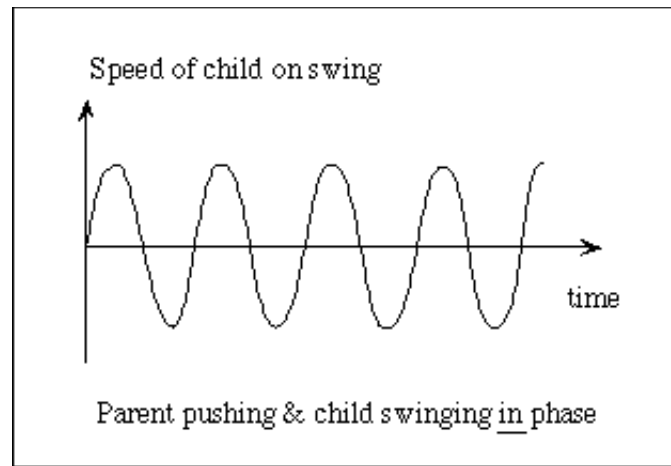 Speed of child on swing
time
Parent pushing & child swinging in phase